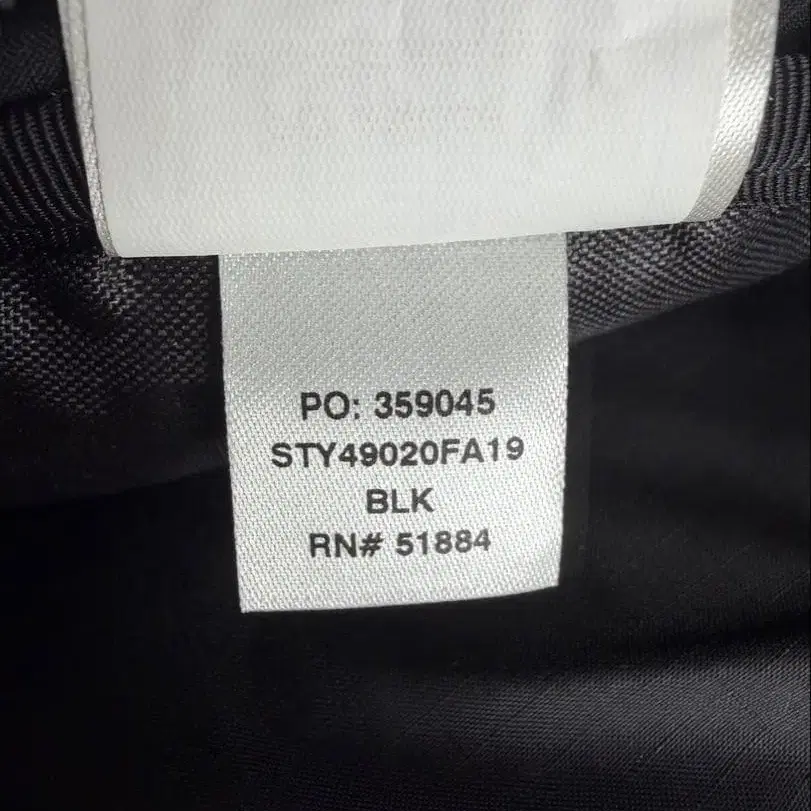 PO: 359045
STY49020FA19
BLK
RN# 51884